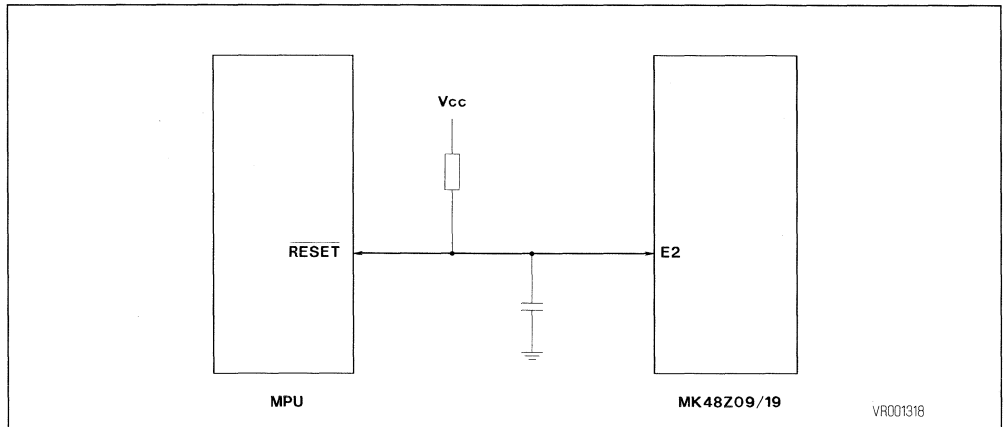 Vcc
RESET
E2
MPU
MK48Z09/19
VR001318